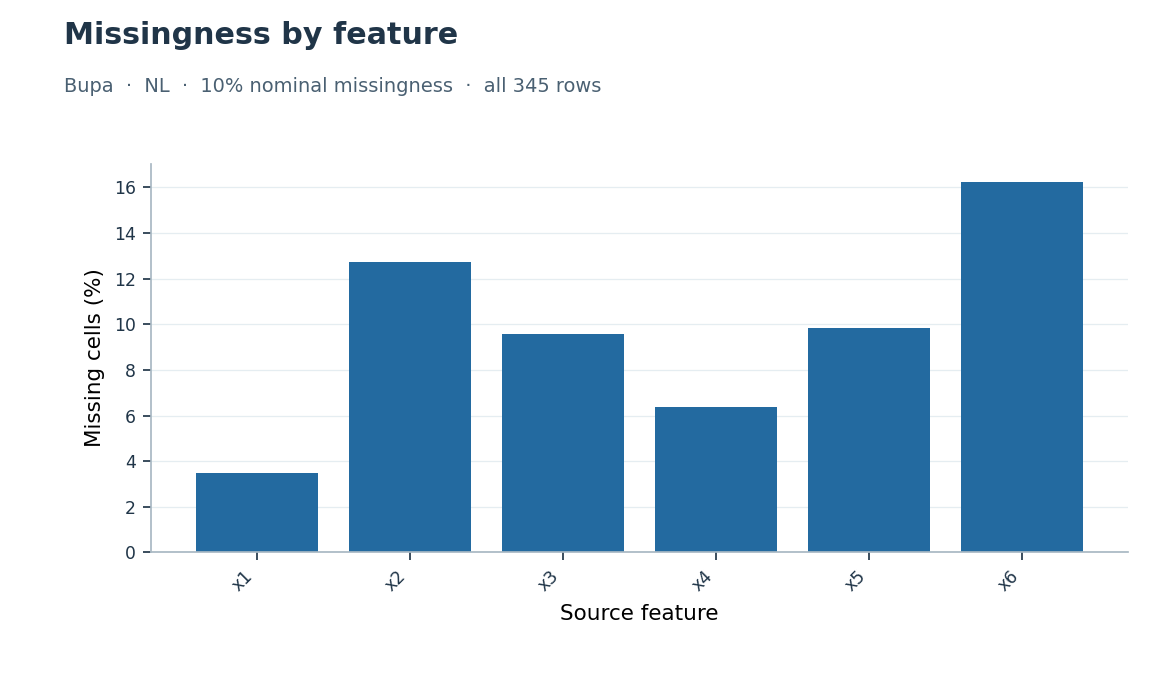 Missingness by feature
Bupa · NL · 10% nominal missingness · all 345 rows
Missing cells (%)
16
14
12
10
8
6
4
2
0
x1 x2 x3 x4 x5 x6
Source feature